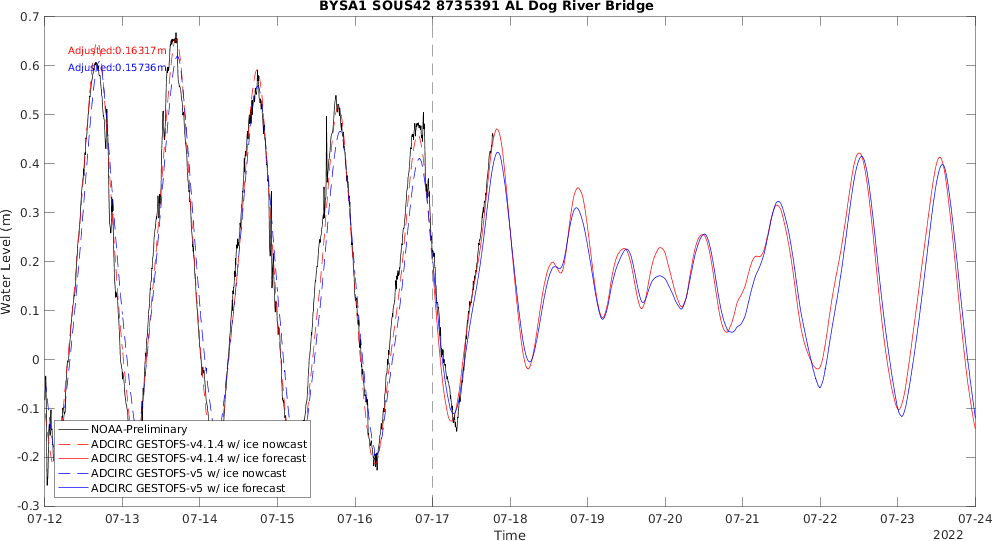 BYSA1 SOUS42 8735391 AL Dog River Bridge
Adjusted:0.16317m
Adjusted:0.15736m
Water Level (m)
0.7
0.6
0.5
0.4
0.3
0.2
0.1
0
-0.1
-0.2
-0.3
NOAA-Preliminary
ADCIRC GESTOFS-v4.1.4 w/ ice nowcast
ADCIRC GESTOFS-v4.1.4 w/ ice forecast
ADCIRC GESTOFS-v5 w/ ice nowcast
ADCIRC GESTOFS-v5 w/ ice forecast
07-12 07-13 07-14 07-15 07-16 07-17 07-18 07-19 07-20 07-21 07-22 07-23 07-24
Time
2022